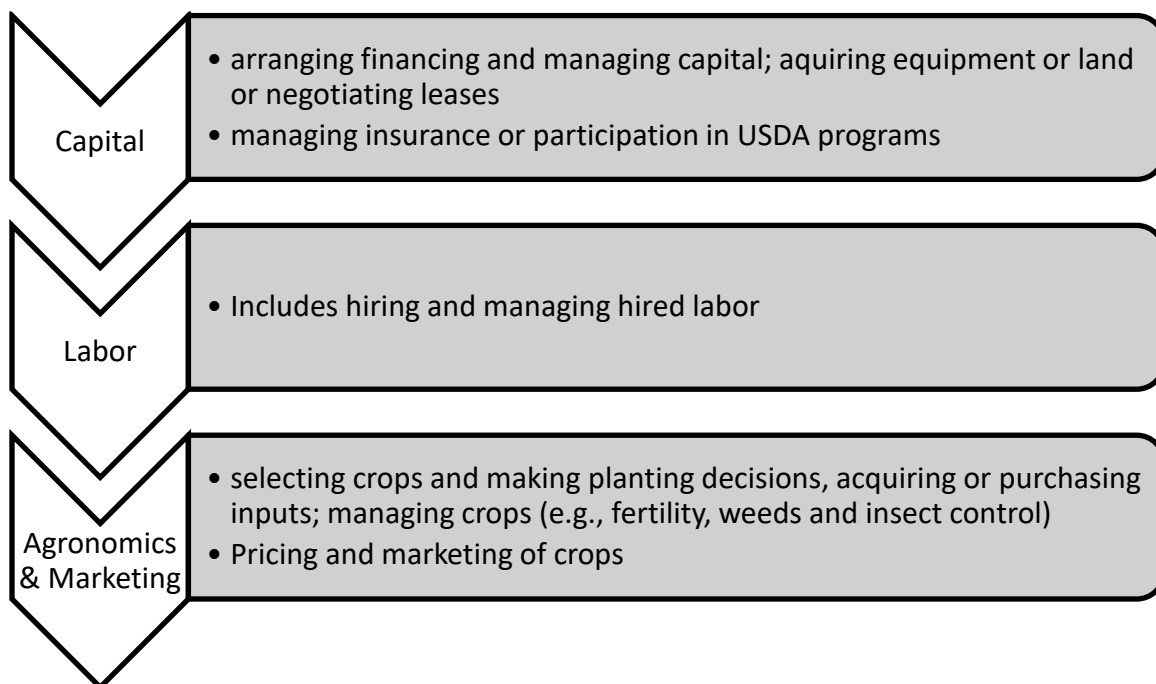 Capital
• arranging financing and managing capital; aquiring equipment or land
or negotiating leases
• managing insurance or participation in USDA programs
Labor
• Includes hiring and managing hired labor
Agronomics
& Marketing
• selecting crops and making planting decisions, acquiring or purchasing
inputs; managing crops (e.g., fertility, weeds and insect control)
• Pricing and marketing of crops